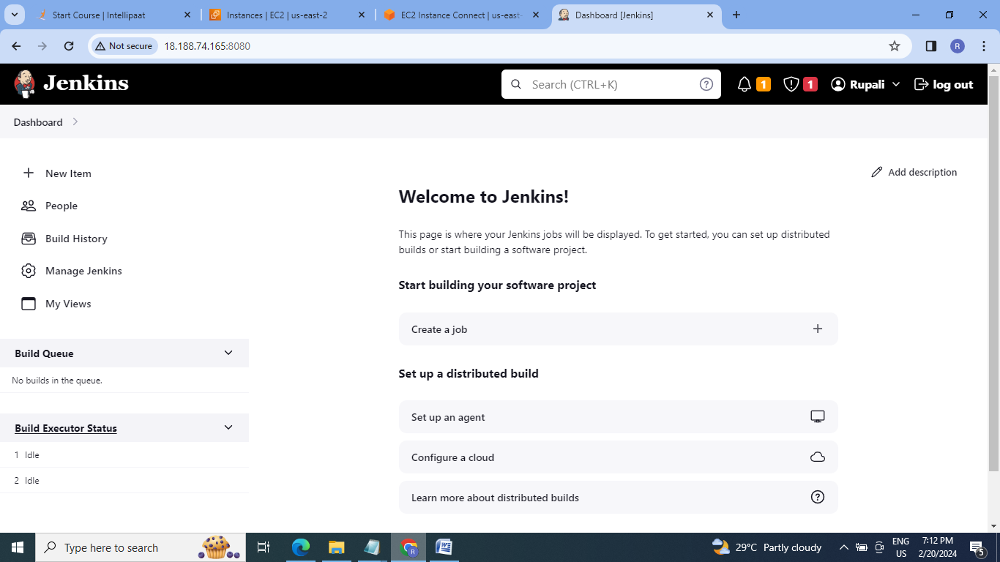 Start Course | Intellipaat
Instances | EC2 | us-east-2
EC2 Instance Connect | us-east-
Dashboard [Jenkins]
Not secure
18.188.74.165:8080
R
Jenkins
Search (CTRL+K)
?
1
1
Rupali
log out
Dashboard
New Item
People
Build History
Manage Jenkins
My Views
Build Queue
No builds in the queue.
Build Executor Status
1 Idle
2 Idle
Add description
Welcome to Jenkins!
This page is where your Jenkins jobs will be displayed. To get started, you can set up distributed
builds or start building a software project.
Start building your software project
Create a job
Set up a distributed build
Set up an agent
Configure a cloud
Learn more about distributed builds
?
Type here to search
R
W
29°C Partly cloudy
ENG
US
7:12 PM
2/20/2024
5